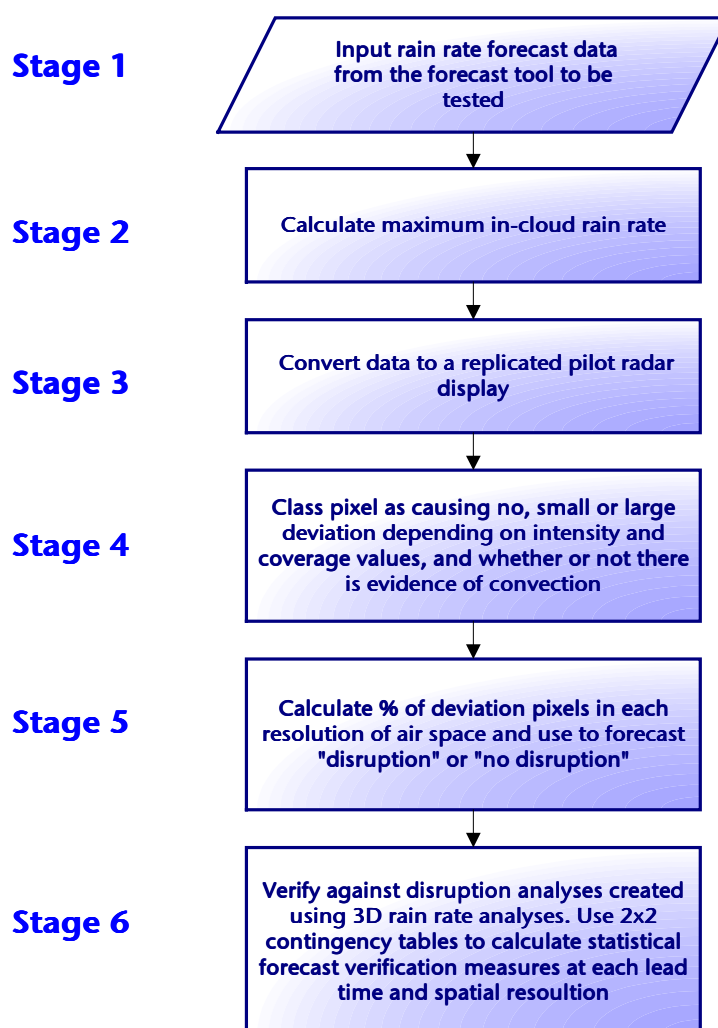 Stage 1
Input rain rate forecast data
from the forecast tool to be
tested
Stage 2
Calculate maximum in-cloud rain rate
Stage 3
Convert data to a replicated pilot radar
display
Stage 4
Class pixel as causing no, small or large
deviation depending on intensity and
coverage values, and whether or not there
is evidence of convection
Stage 5
Calculate % of deviation pixels in each
resolution of air space and use to forecast
"disruption" or "no disruption"
Stage 6
Verify against disruption analyses created
using 3D rain rate analyses. Use 2x2
contingency tables to calculate statistical
forecast verification measures at each lead
time and spatial resoultion